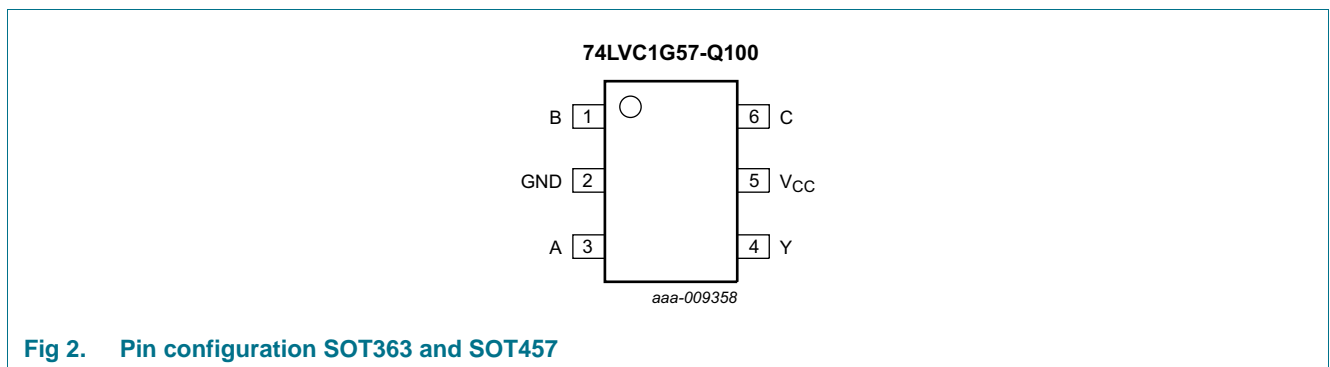 74LVC1G57-Q100
B 1 6 C
GND 2 5 VCC
A 3 4 Y
aaa-009358
Fig 2. Pin configuration SOT363 and SOT457